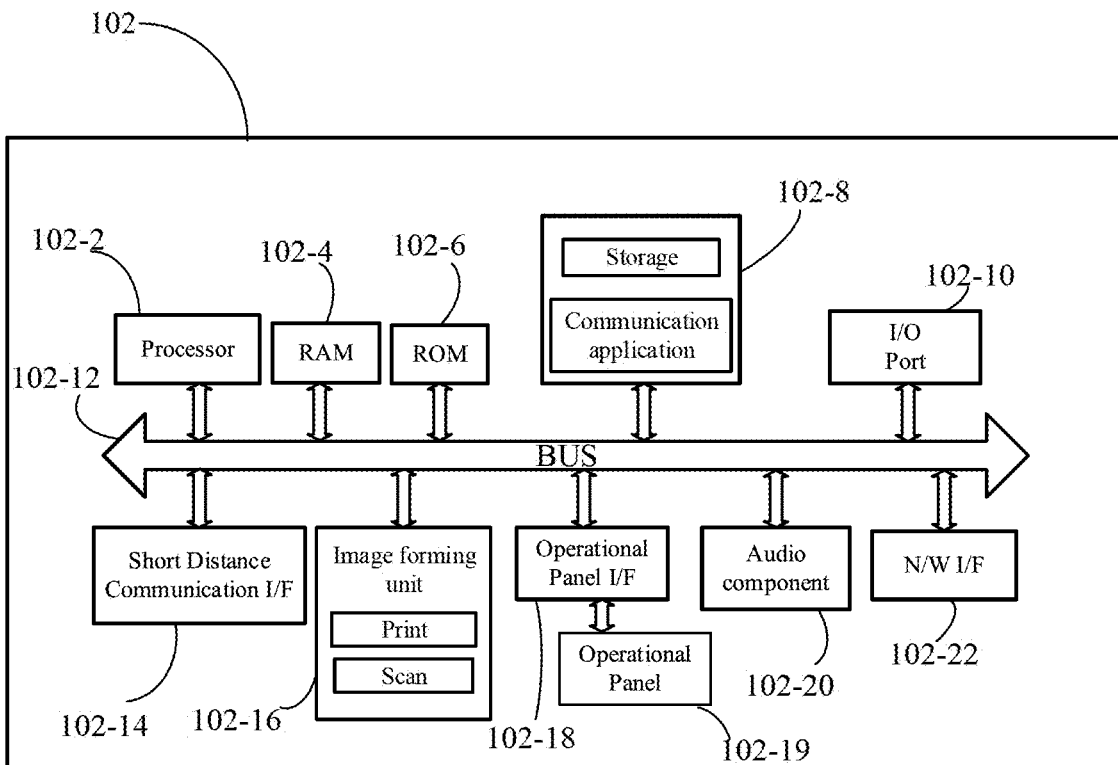 102
102-8
102-2
102-4
102-6
102-10
Storage
Communication
application
Processor
RAM
ROM
I/O
Port
102-12
BUS
Short Distance
Communication I/F
Image forming
unit
Print
Scan
Operational
Panel I/F
Operational
Panel
Audio
component
N/W I/F
102-14
102-16
102-18
102-19
102-20
102-22